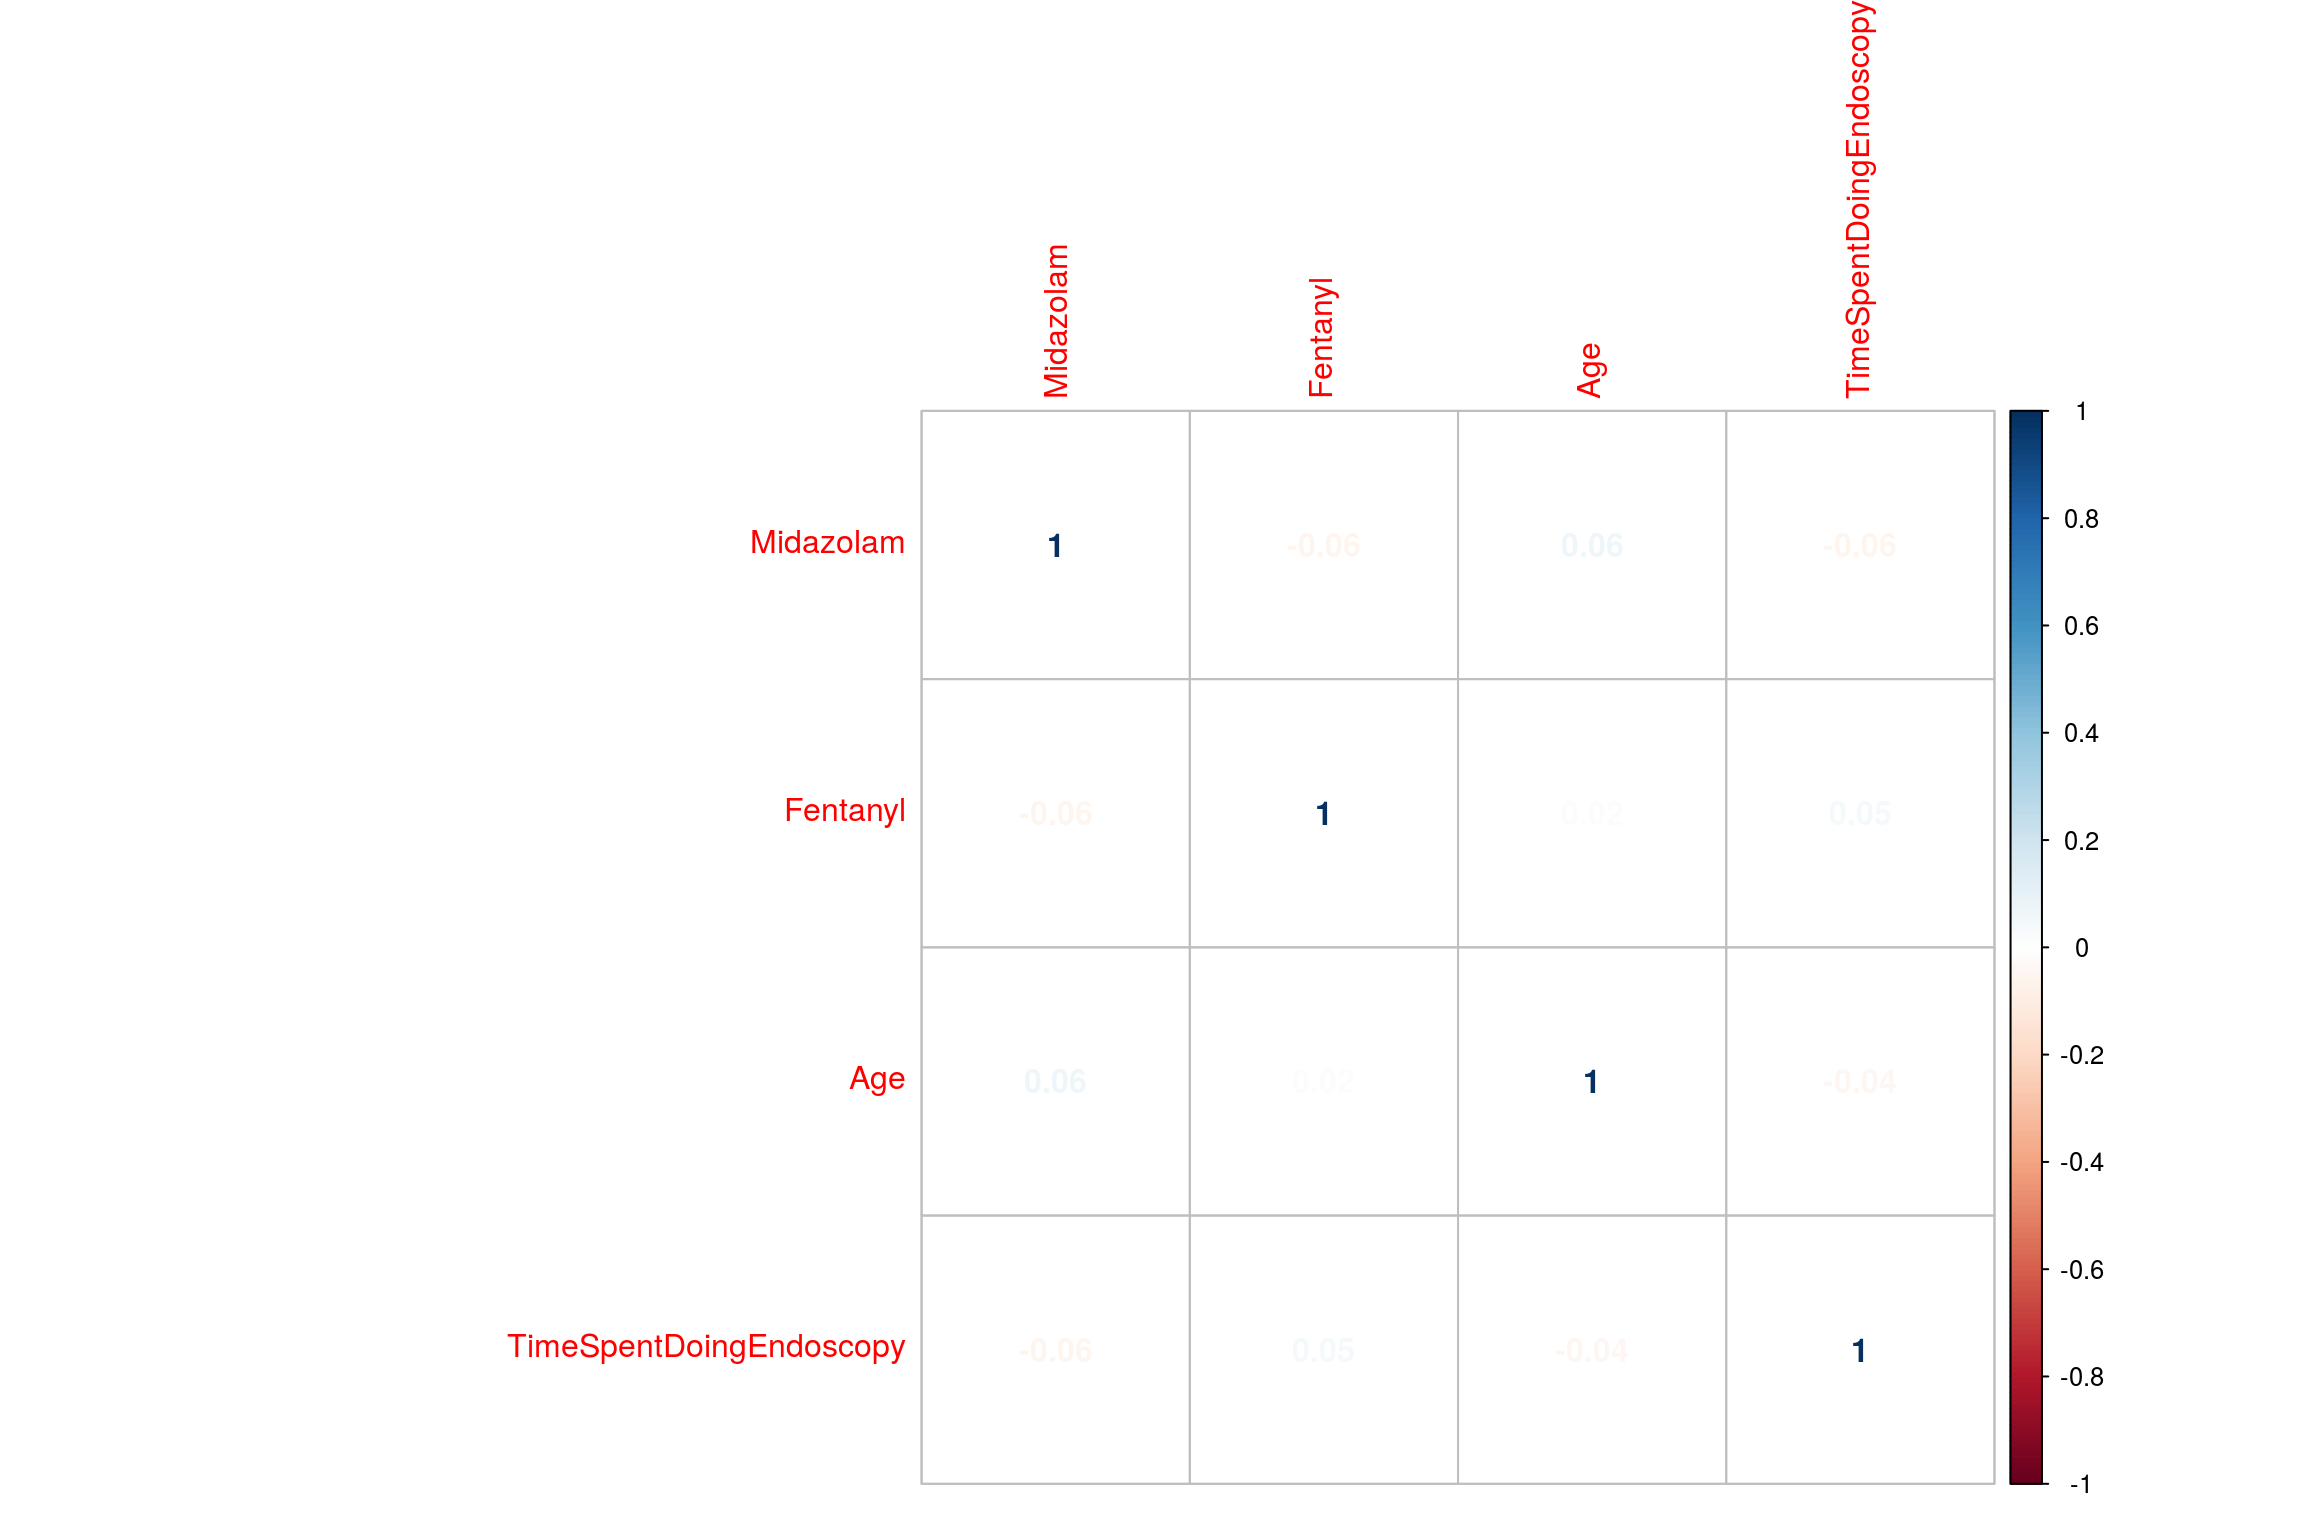 Midazolam Fentanyl Age TimeSpentDoingEndoscopy
Midazolam 1 -0.06 0.06 -0.06
Fentanyl -0.06 1 0.02 0.05
Age 0.06 0.02 1 -0.04
TimeSpentDoingEndoscopy -0.06 0.05 -0.04 1
1
0.8
0.6
0.4
0.2
0
-0.2
-0.4
-0.6
-0.8
-1